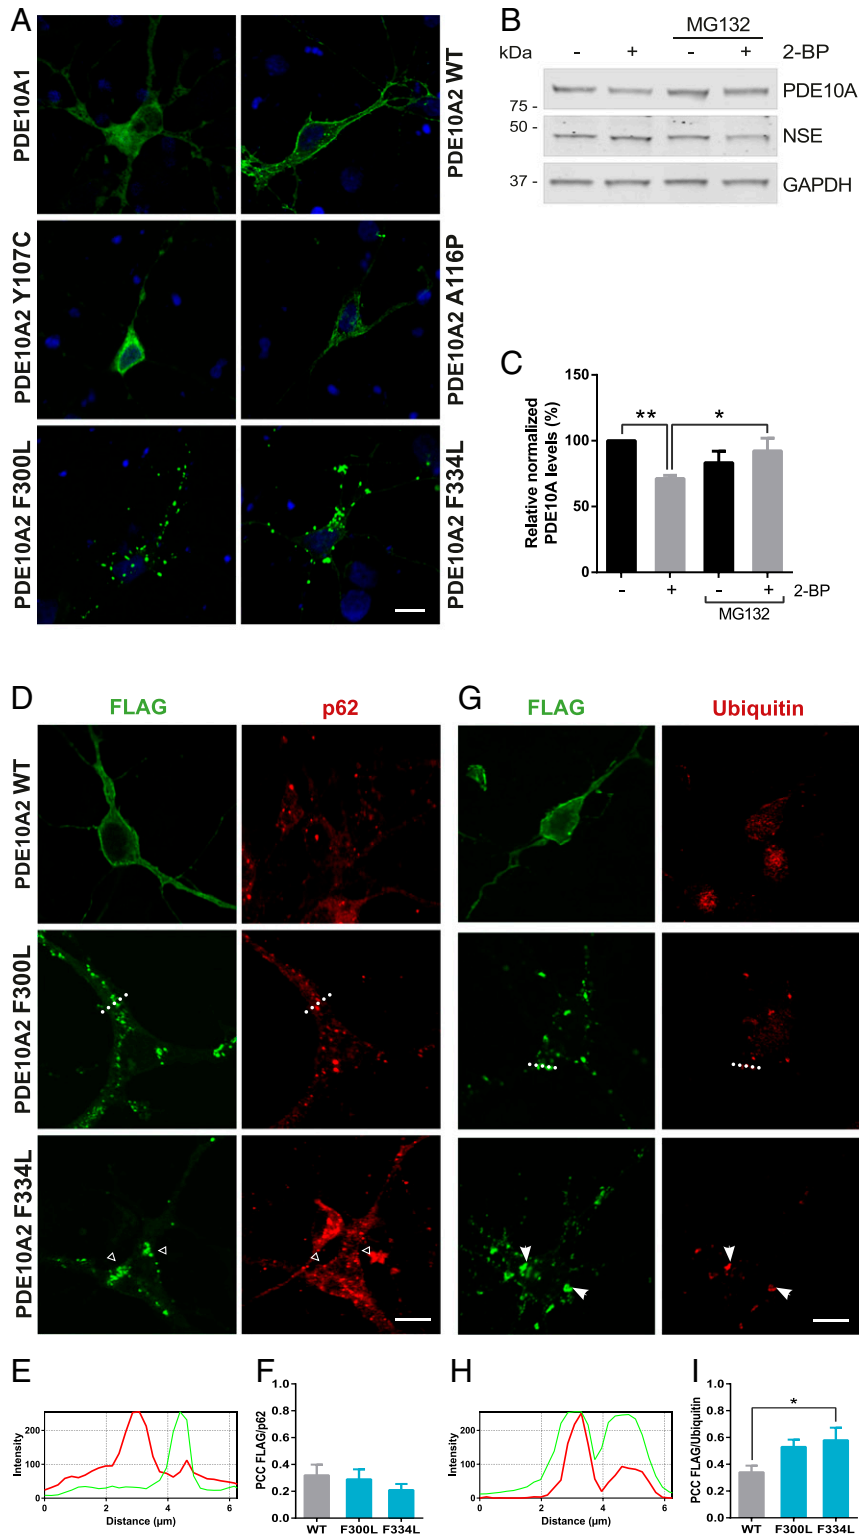 A
PDE10A1
PDE10A2 WT
PDE10A2 Y107C
PDE10A2 A116P
PDE10A2 F300L
PDE10A2 F334L
B
MG132
kDa - + - + 2-BP
PDE10A
75 -
50 -
NSE
37 -
GAPDH
C
Relative normalized
PDE10A levels (%)
150
100
50
0
** *
- + - + 2-BP
MG132
D
FLAG p62
PDE10A2 WT
PDE10A2 F300L
PDE10A2 F334L
G
FLAG Ubiquitin
E
Intensity
200
100
0
0 2 4 6
Distance (µm)
F
PCC FLAG/p62
1.0
0.8
0.6
0.4
0.2
0.0
WT F300L F334L
H
Intensity
200
100
0
0 2 4 6
Distance (µm)
I
PCC FLAG/Ubiquitin
1.0
0.8
0.6
0.4
0.2
0.0
*
WT F300L F334L